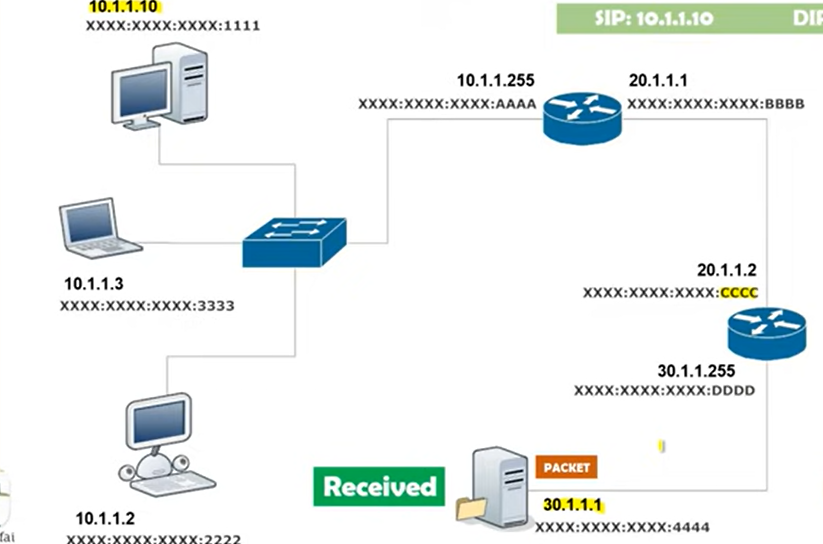 10.1.1.10
XXXX:XXXX:XXXX:1111
SIP: 10.1.1.10
10.1.1.255
XXXX:XXXX:XXXX:AAAA
20.1.1.1
XXXX:XXXX:XXXX:BBBB
10.1.1.3
XXXX:XXXX:XXXX:3333
20.1.1.2
XXXX:XXXX:XXXX:CCCC
30.1.1.255
XXXX:XXXX:XXXX:DDDD
PACKET
Received
30.1.1.1
XXXX:XXXX:XXXX:4444
10.1.1.2
XXXX:XXXX:XXXX:2222